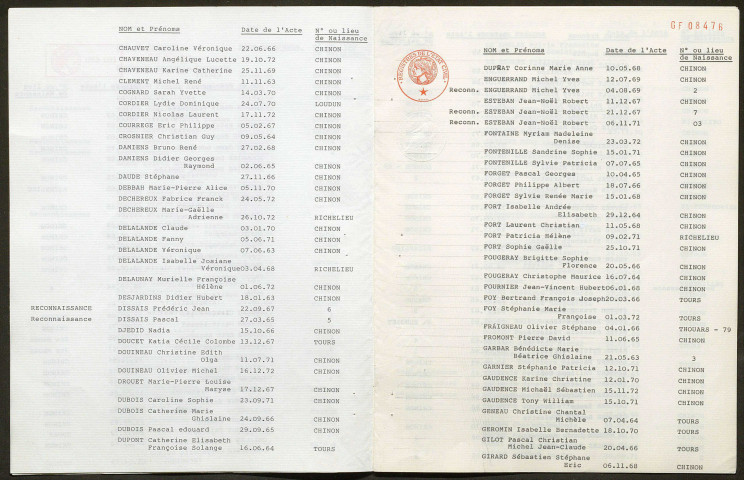 NOM et Prénoms Date de l'Acte N° ou lieu
de Naissance
CHAUVET Caroline Véronique 22.06.66 CHINON
CHAVENEAU Angélique Lucette 19.10.72 CHINON
CHAVENEAU Karine Catherine 25.11.69 CHINON
CLEMENT Michel René 11.11.63 CHINON
COGNARD Sarah Yvette 14.03.70 CHINON
CORDIER Lydie Dominique 24.07.70 LOUDUN
CORDIER Nicolas Laurent 17.11.72 CHINON
COURREGE Eric Philippe 05.02.67 CHINON
CROSNIER Christian Guy 09.05.64 CHINON
DAMIENS Bruno René 27.02.68 CHINON
DAMIENS Didier Georges
Raymond 02.06.65 CHINON
DAUDE Stéphane 27.11.66 CHINON
DEBBAH Marie-Pierre Alice 05.11.70 CHINON
DECHEREUX Fabrice Franck 24.05.72 CHINON
DECHEREUX Marie-Gaëlle
Adrienne 26.10.72 RICHELIEU
DELALANDE Claude 03.01.70 CHINON
DELALANDE Fanny 05.06.71 CHINON
DELALANDE Véronique 07.06.63 CHINON
DELALANDE Isabelle Josiane
Véronique03.04.68 RICHELIEU
DELAUNAY Murielle Françoise
Hélène 01.06.72 CHINON
DESJARDINS Didier Hubert 18.01.63 CHINON
RECONNAISSANCE DISSAIS Frédéric Jean 22.09.67 6
Reconnaissance DISSAIS Pascal 27.03.65 5
DJEDID Nadia 15.10.66 CHINON
DOUCET Katia Cécile Colombe 13.12.67 TOURS
DOUINEAU Christine Edith
Olga 11.07.71 CHINON
DOUINEAU Olivier Michel 16.12.72 CHINON
DROUET Marie-Pierre Louise
Maryse 17.12.67 CHINON
DUBOIS Caroline Sophie 23.09.71 CHINON
DUBOIS Catherine Marie
Ghislaine 24.09.66 CHINON
DUBOIS Pascal edouard 29.09.65 CHINON
DUPONT Catherine Elisabeth
Françoise Solange 16.06.64 TOURS
GF 08476
NOM et Prénoms Date de l'Acte N° ou lieu
de Naissance
DUPRAT Corinne Marie Anne 10.05.68 CHINON
ENGUERRAND Michel Yves 12.07.69 CHINON
Reconn. ENGUERRAND Michel Yves 04.08.69 2
ESTEBAN Jean-Noël Robert 11.12.67 CHINON
Reconn. ESTEBAN Jean-Noël Robert 21.12.67 7
Reconn. ESTEBAN Jean-Noël Robert 06.11.71 03
FONTAINE Myriam Madeleine
Denise 23.03.72 CHINON
FONTENILLE Sandrine Sophie 15.01.71 CHINON
FONTENILLE Sylvie Patricia 07.07.65 CHINON
FORGET Pascal Georges 10.04.65 CHINON
FORGET Philippe Albert 18.07.66 CHINON
FORGET Sylvie Renée Marie 15.01.68 CHINON
FORT Isabelle Andrée
Elisabeth 29.12.64 CHINON
FORT Laurent Christian 11.05.68 CHINON
FORT Patricia Hélène 09.02.71 RICHELIEU
FORT Sophie Gaëlle 25.10.71 CHINON
FOUGERAY Brigitte Sophie
Florence 20.05.66 CHINON
FOUGERAY Christophe Maurice 16.07.64 CHINON
FOURNIER Jean-Vincent Hubert06.01.68 CHINON
FOY Bertrand François Joseph20.03.66 TOURS
FOY Stéphanie Marie
Françoise 01.03.72 TOURS
FRAIGNEAU Olivier Stéphane 04.01.66 THOUARS - 79
FROMONT Pierre David 11.06.65 CHINON
GARBAR Bénédicte Marie
Béatrice Ghislaine 21.05.63 3
GARNIER Stéphanie Patricia 12.10.71 CHINON
GAUDENCE Karine Christine 12.01.70 CHINON
GAUDENCE Michaël Sébastien 15.11.72 CHINON
GAUDENCE Tony William 15.10.71 CHINON
GENEAU Christine Chantal
Michèle 07.04.64 TOURS
GEROMIN Isabelle Bernadette 18.10.70 TOURS
GILOT Pascal Christian
Michel Jean-Claude 20.04.66 TOURS
GIRARD Sébastien Stéphane
Eric 06.11.68 CHINON